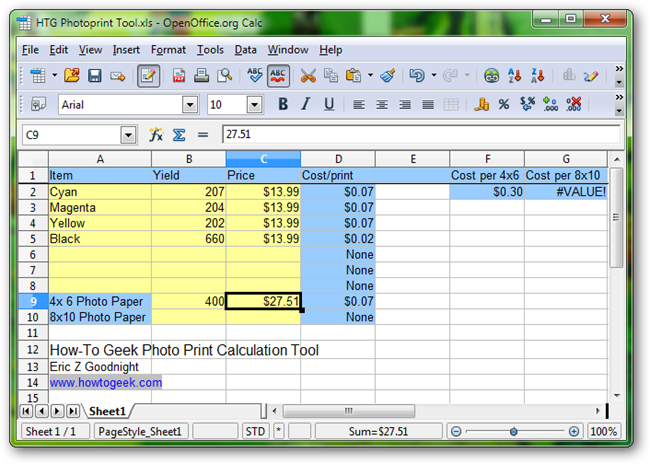 HTG Photoprint Tool.xls - OpenOffice.org Calc
File Edit View Insert Format Tools Data Window Help
ABC ABC
Arial 10 B I U
C9 27.51
A B C D E F G
1 Item Yield Price Cost/print Cost per 4x6 Cost per 8x10
2 Cyan 207 $13.99 $0.07 $0.30 #VALUE!
3 Magenta 204 $13.99 $0.07
4 Yellow 202 $13.99 $0.07
5 Black 660 $13.99 $0.02
6 None
7 None
8 None
9 4x 6 Photo Paper 400 $27.51 $0.07
10 8x10 Photo Paper None
11
12 How-To Geek Photo Print Calculation Tool
13 Eric Z Goodnight
14 www.howtogeek.com
15
Sheet1
Sheet 1 / 1 PageStyle_Sheet1 STD * Sum=$27.51 100%